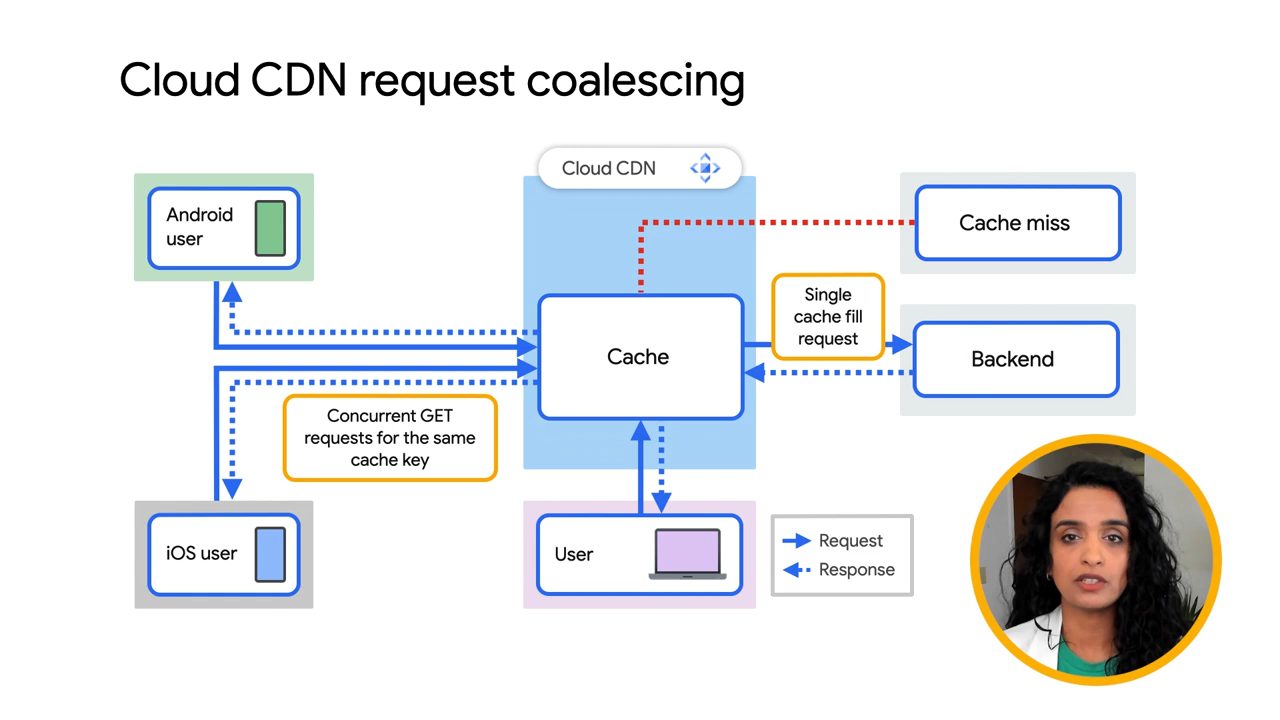 Cloud CDN request coalescing
Cloud CDN
Android
user
Cache miss
Single
cache fill
request
Cache
Backend
Concurrent GET
requests for the same
cache key
iOS user
User
Request
Response